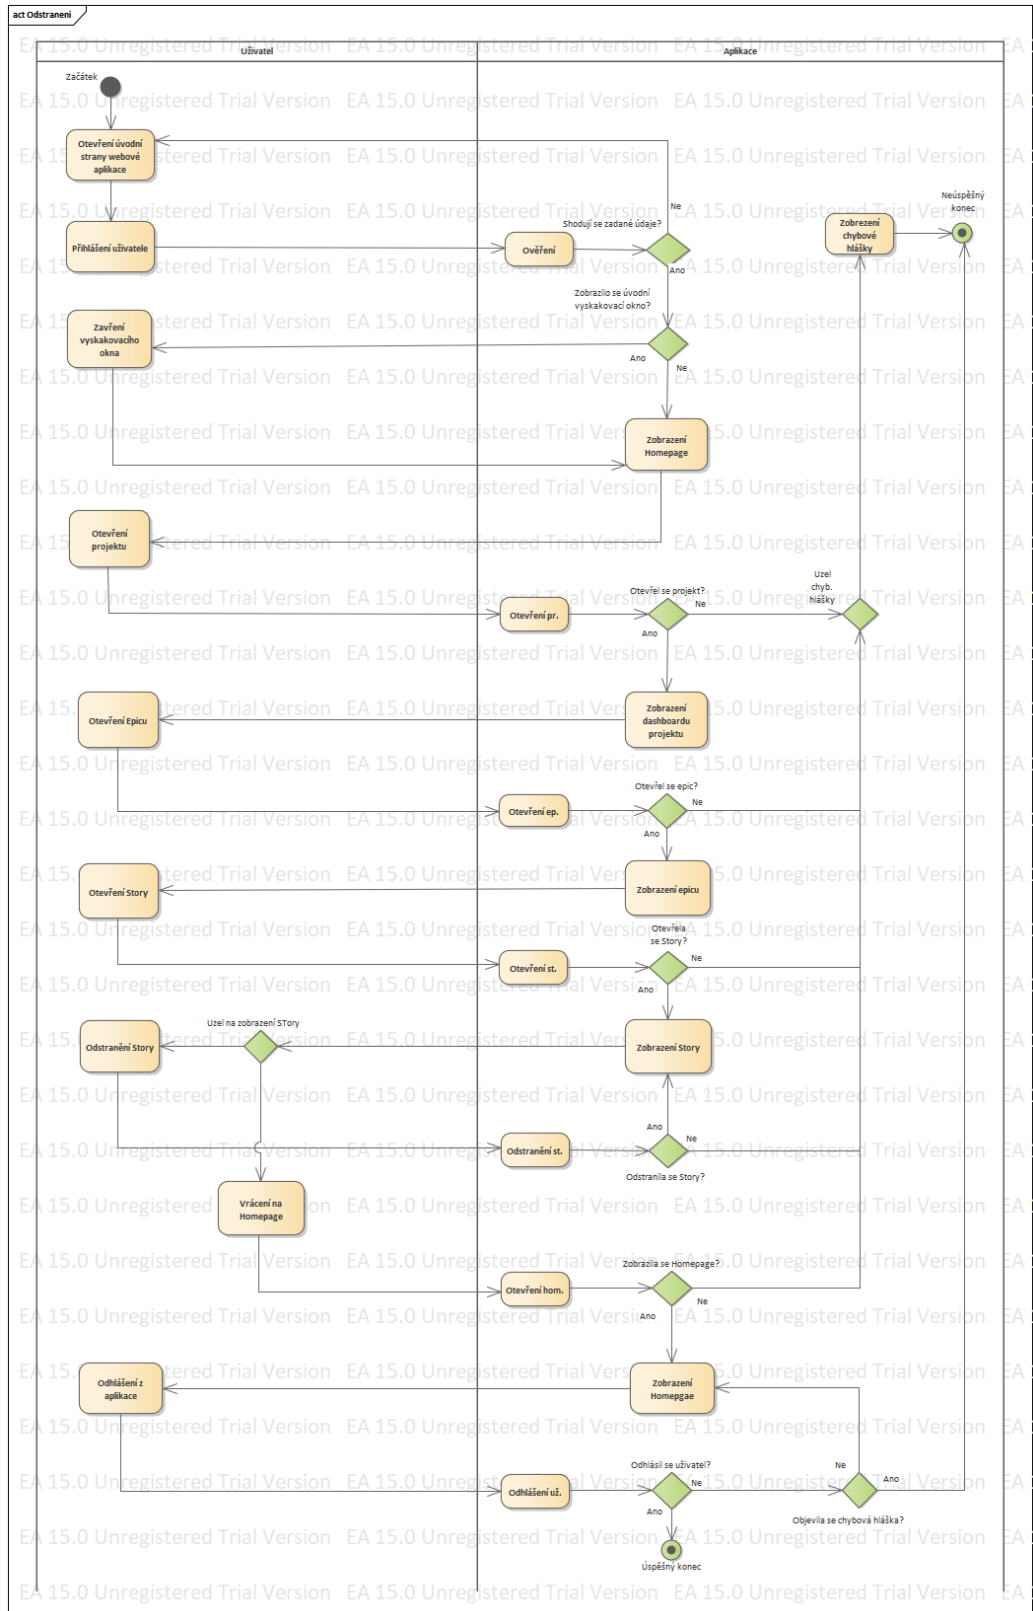 act Odstraneni
Uživatel
Aplikace
Začátek
Otevření úvodní
strany webové
aplikace
Ne
Neúspěšný
konec
Přihlášení uživatele
Ověření
Shodují se zadané údaje?
Zobrezení
chybové
hlášky
Ano
Zobrazilo se úvodní
vyskakovací okno?
Zavření
vyskakovacího
okna
Ano
Ne
Zobrazení
Homepage
Otevření
projektu
Uzel
chyb.
hlášky
Otevřel se projekt?
Ne
Otevření pr.
Ano
Otevření Epicu
Zobrazení
dashboardu
projektu
Otevřel se epic?
Ne
Otevření ep.
Ano
Otevření Story
Zobrazení epicu
Otevřela
se Story?
Ne
Otevření st.
Ano
Uzel na zobrazení STory
Odstranění Story
Zobrazení Story
Ano
Ne
Odstranění st.
Odstranila se Story?
Vrácení na
Homepage
Zobrazila se Homepage?
Otevření hom.
Ne
Ano
Odhlášení z
aplikace
Zobrazení
Homepgae
Odhlásil se uživatel?
Ne
Ne
Ano
Odhlášení už.
Ano
Objevila se chybová hláška?
Úspěšný konec
EA 15.0 Unregistered Trial Version